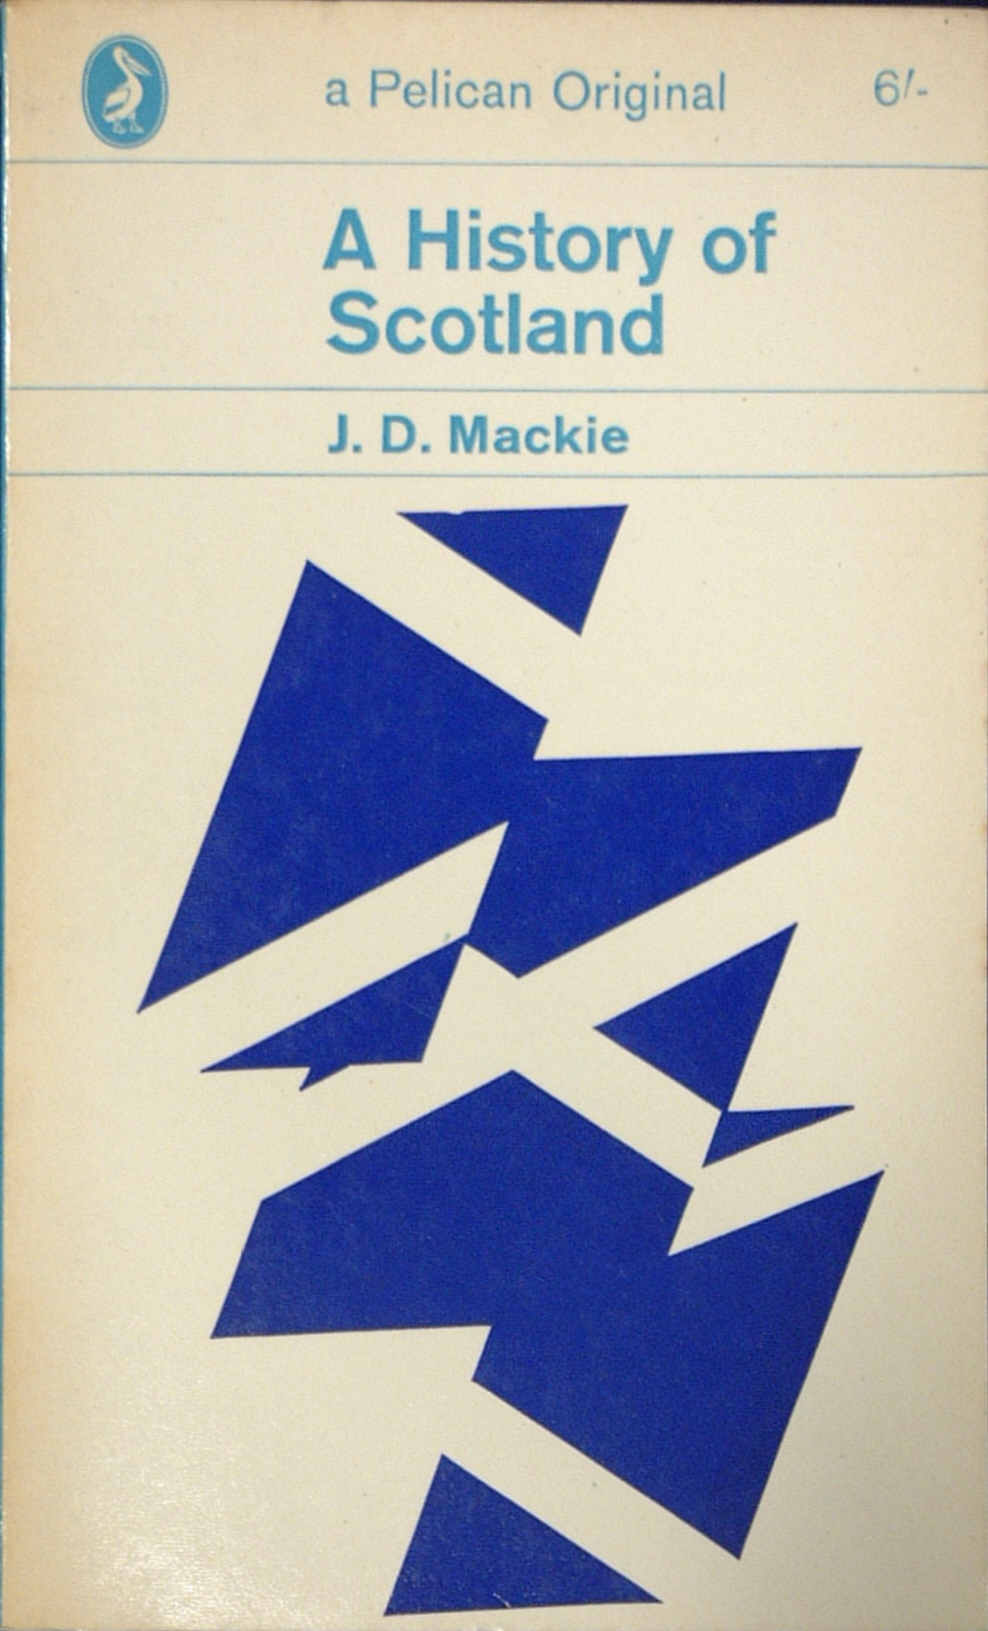 a Pelican Original 6/-
A History of
Scotland
J. D. Mackie